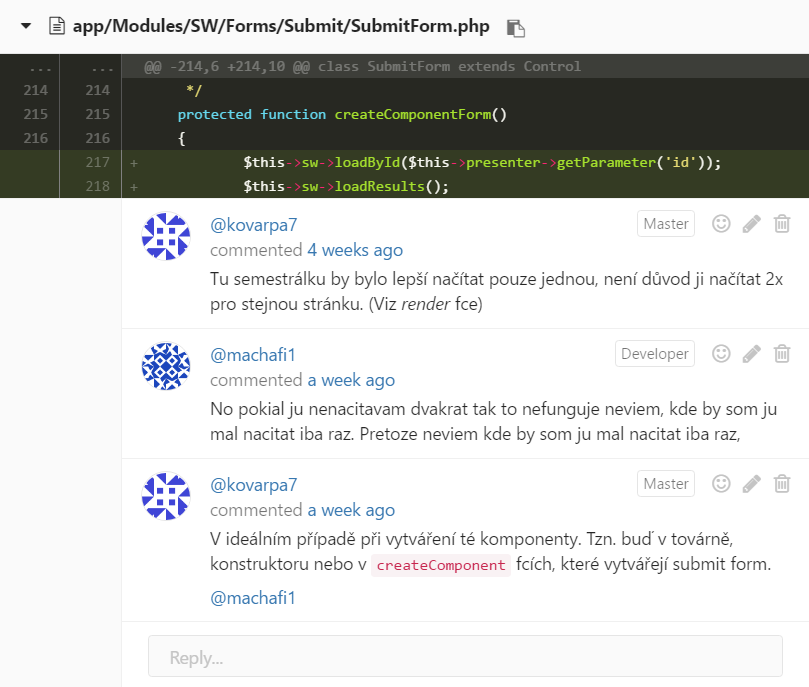 app/Modules/SW/Forms/Submit/SubmitForm.php
... ... @@ -214,6 +214,10 @@ class SubmitForm extends Control
214 214 */
215 215 protected function createComponentForm()
216 216 {
217 + $this->sw->loadById($this->presenter->getParameter('id'));
218 + $this->sw->loadResults();
@kovarpa7 Master
commented 4 weeks ago
Tu semestrálku by bylo lepší načítat pouze jednou, není důvod ji načítat 2x
pro stejnou stránku. (Viz render fce)
@machafi1 Developer
commented a week ago
No pokial ju nenacitavam dvakrat tak to nefunguje neviem, kde by som ju
mal nacitat iba raz. Pretoze neviem kde by som ju mal nacitat iba raz,
@kovarpa7 Master
commented a week ago
V ideálním případě při vytváření té komponenty. Tzn. buď v továrně,
konstruktoru nebo v createComponent fcích, které vytvářejí submit form.
@machafi1
Reply...